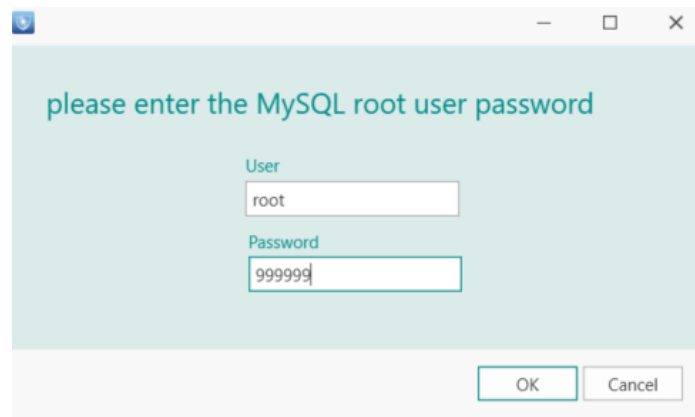 please enter the MySQL root user password
User
root
Password
999999
OK
Cancel